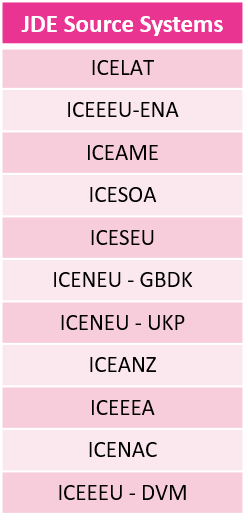 JDE Source Systems
ICELAT
ICEEEU-ENA
ICEAME
ICESOA
ICESEU
ICENEU - GBDK
ICENEU - UKP
ICEANZ
ICEEEA
ICENAC
ICEEEU - DVM